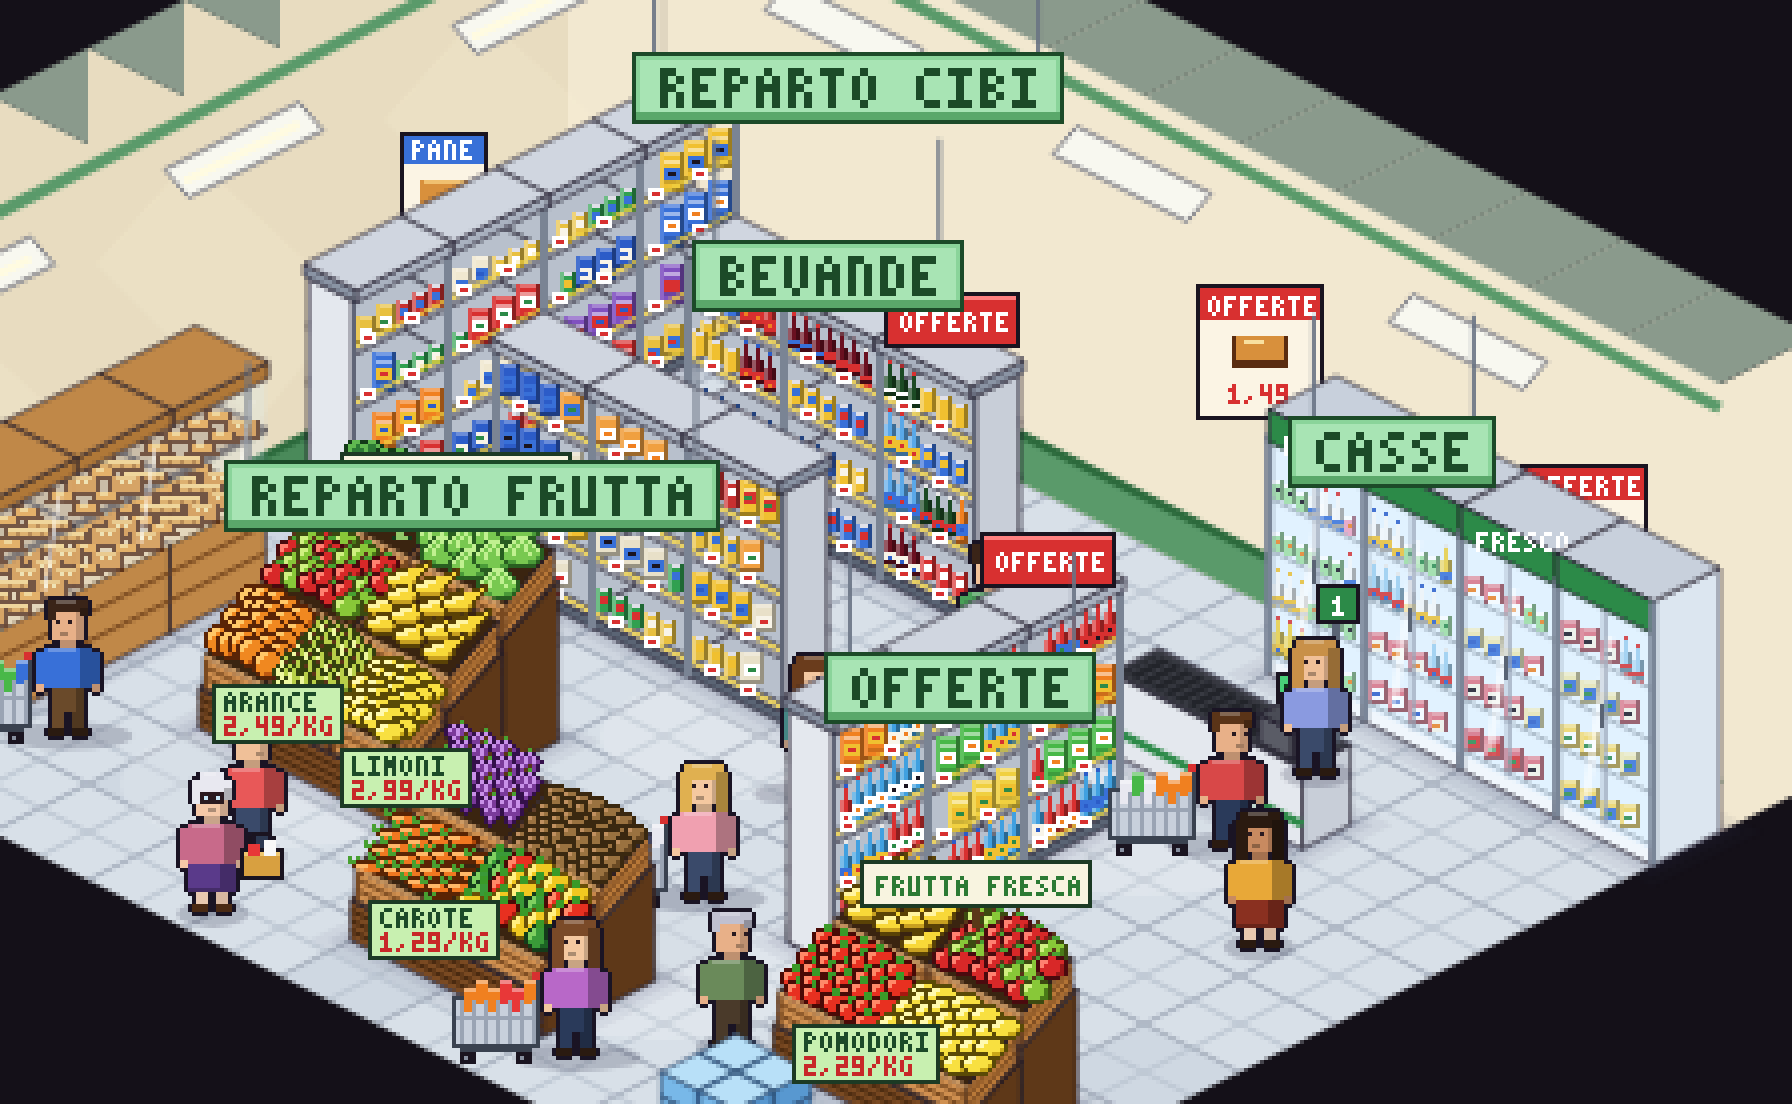 REPARTO CIBI
PANE
BEVANDE
OFFERTE
OFFERTE
1,49
CASSE
REPARTO FRUTTA
FRESCO
OFFERTE
1
OFFERTE
ARANCE
2,49/KG
LIMONI
2,99/KG
FRUTTA FRESCA
CAROTE
1,29/KG
POMODORI
2,29/KG